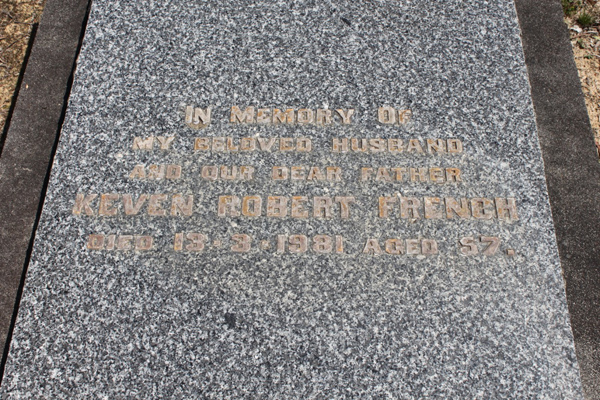 IN MEMORY OF
MY BELOVED HUSBAND
AND OUR DEAR FATHER
KEVEN ROBERT FRENCH
DIED 13·3·1981 AGED 57.